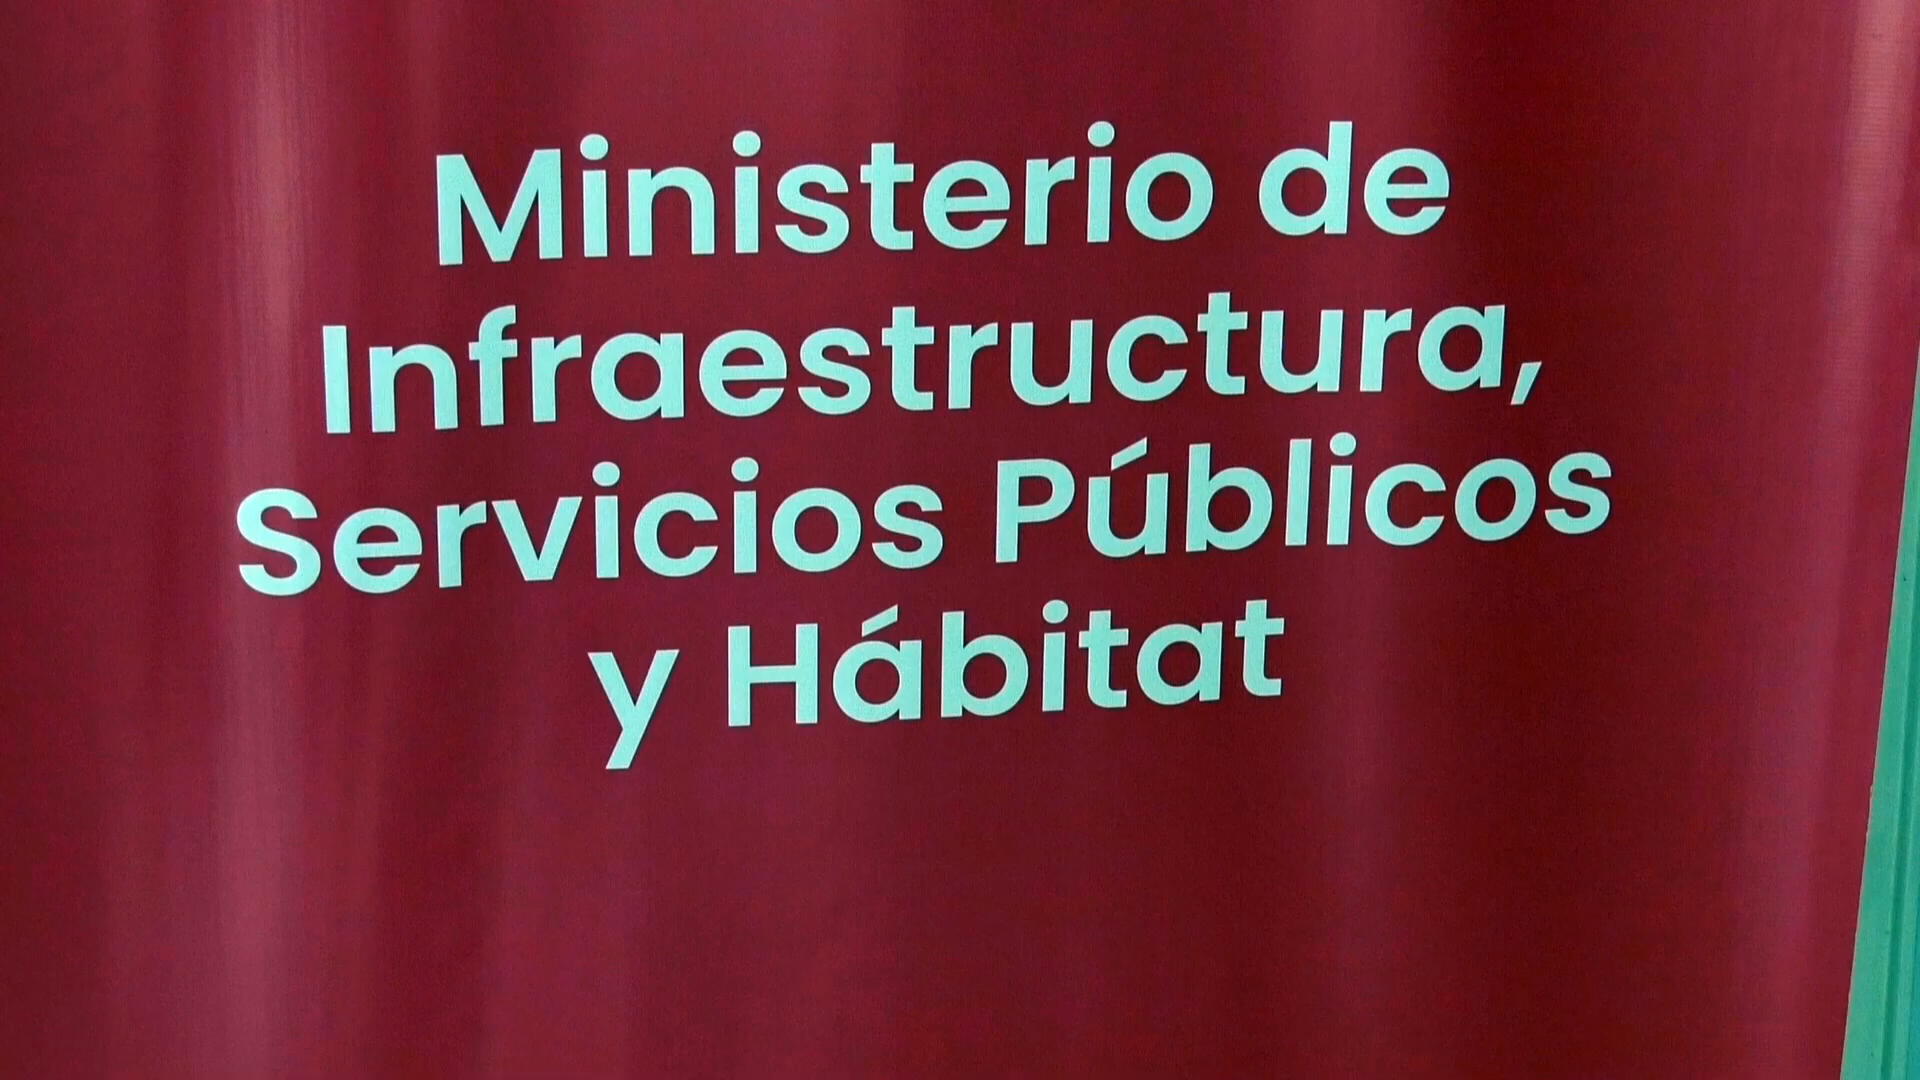 Ministerio de
Infraestructura,
Servicios Públicos
y Hábitat